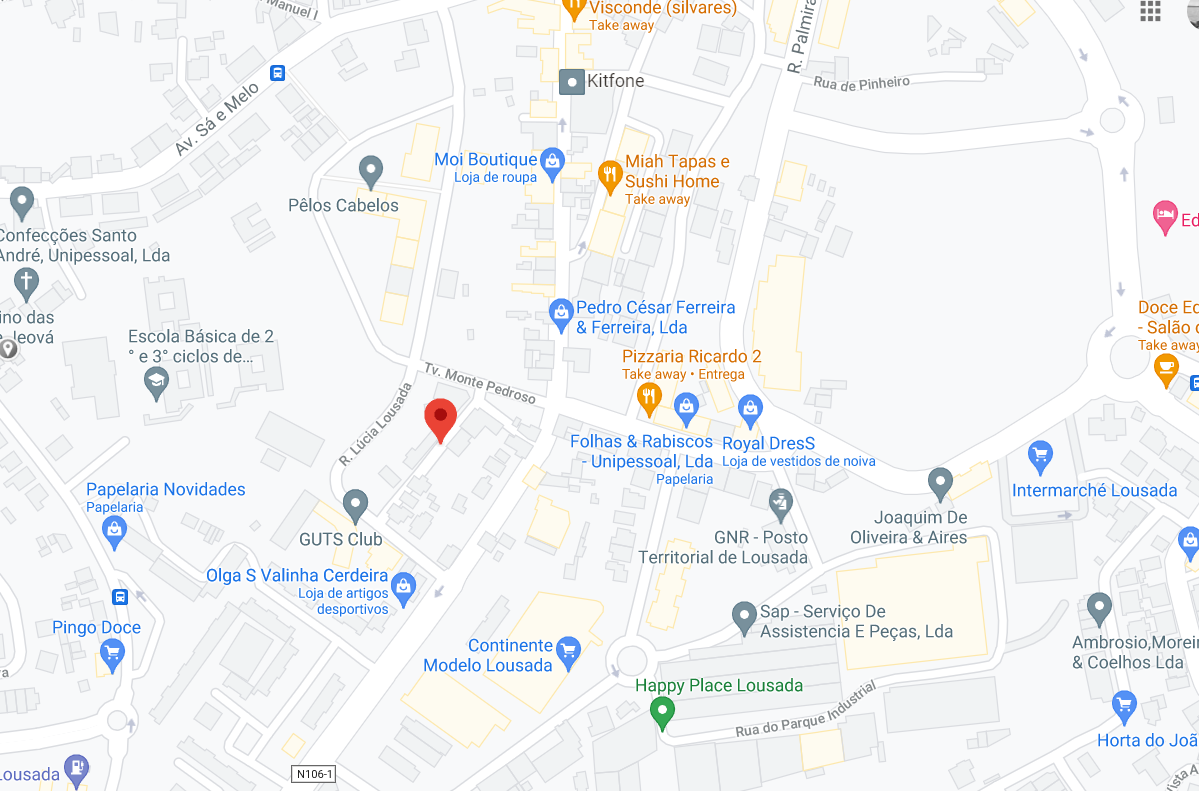 Manuel I
Visconde (silvares)
Take away
R. Palmira
Kitfone
Rua de Pinheiro
Av. Sá e Melo
Moi Boutique
Loja de roupa
Miah Tapas e
Sushi Home
Take away
Pêlos Cabelos
Confecções Santo
André, Unipessoal, Lda
ino das
Jeová
Escola Básica de 2
° e 3° ciclos de...
Pedro César Ferreira
& Ferreira, Lda
Doce Ed
- Salão d
Take away
Pizzaria Ricardo 2
Take away • Entrega
Tv. Monte Pedroso
R. Lúcia Lousada
Folhas & Rabiscos
- Unipessoal, Lda
Papelaria
Royal DresS
Loja de vestidos de noiva
Papelaria Novidades
Papelaria
Intermarché Lousada
GUTS Club
GNR - Posto
Territorial de Lousada
Joaquim De
Oliveira & Aires
Olga S Valinha Cerdeira
Loja de artigos
desportivos
Pingo Doce
Sap - Serviço De
Assistencia E Peças, Lda
Continente
Modelo Lousada
Ambrosio,Moreir
& Coelhos Lda
Happy Place Lousada
Rua do Parque Industrial
Horta do Joã
Lousada
N106-1